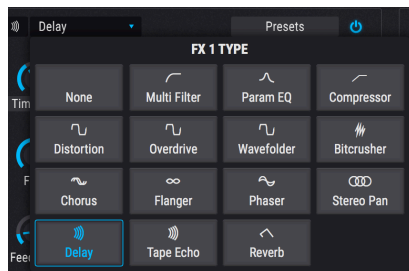 Delay Presets
FX 1 TYPE
None Multi Filter Param EQ Compressor
Distortion Overdrive Wavefolder Bitcrusher
Chorus Flanger Phaser Stereo Pan
Delay Tape Echo Reverb